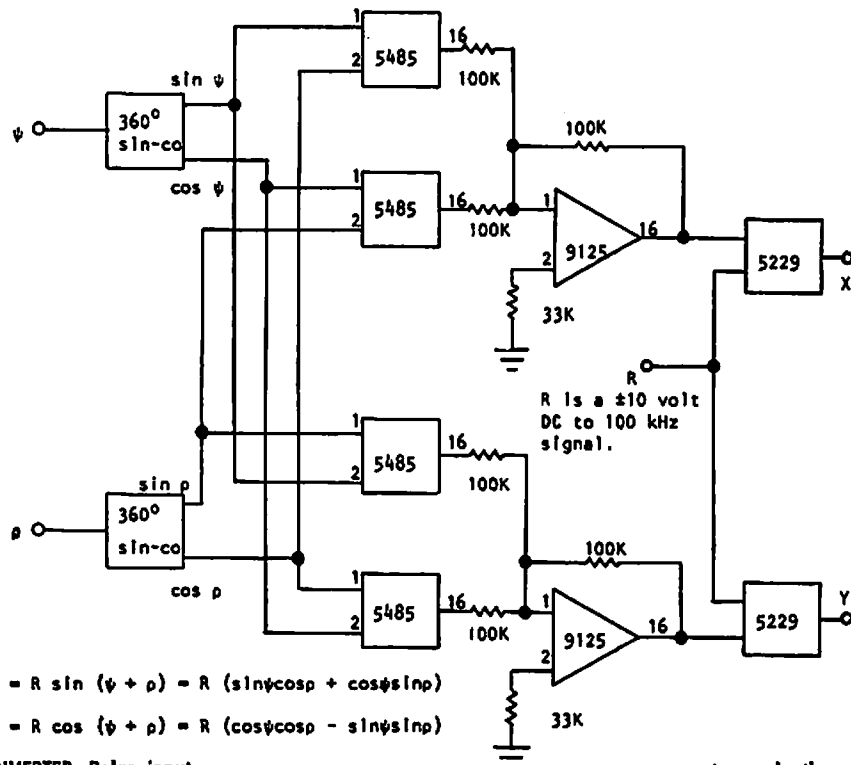 1
5485
16
2
100K
sin ψ
ψ
360°
sin-co
cos ψ
100K
1
5485
16
2
100K
1
9125
16
2
33K
5229
X
R
R is a ±10 volt
DC to 100 kHz
signal.
1
5485
16
2
100K
sin ρ
ρ
360°
sin-co
cos ρ
100K
1
5485
16
2
100K
1
9125
16
2
33K
5229
Y
= R sin (ψ + ρ) = R (sinψcosρ + cosψsinρ)
= R cos (ψ + ρ) = R (cosψcosρ - sinψsinρ)